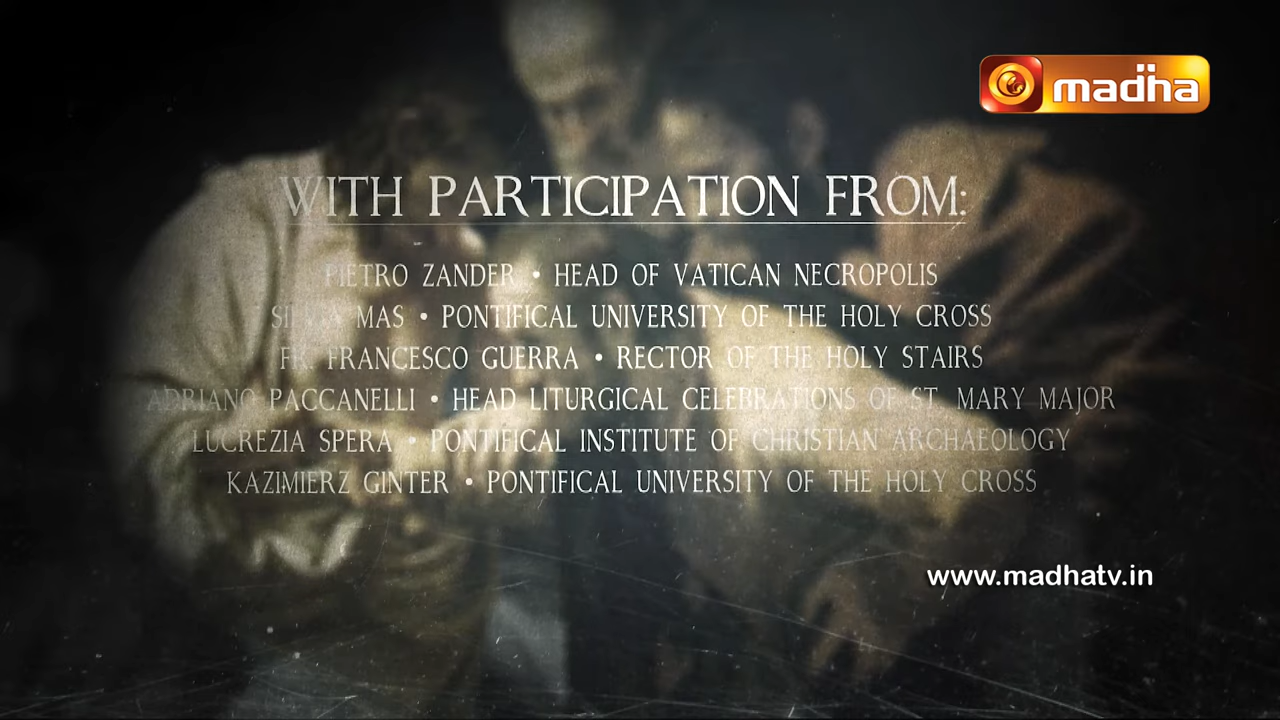 madha
WITH PARTICIPATION FROM:
PIETRO ZANDER • HEAD OF VATICAN NECROPOLIS
MAS • PONTIFICAL UNIVERSITY OF THE HOLY CROSS
FR. FRANCESCO GUERRA • RECTOR OF THE HOLY STAIRS
ADRIANO PACCANELLI • HEAD LITURGICAL CELEBRATIONS OF ST. MARY MAJOR
LUCREZIA SPERA • PONTIFICAL INSTITUTE OF CHRISTIAN ARCHAEOLOGY
KAZIMIERZ GINTER • PONTIFICAL UNIVERSITY OF THE HOLY CROSS
www.madhatv.in